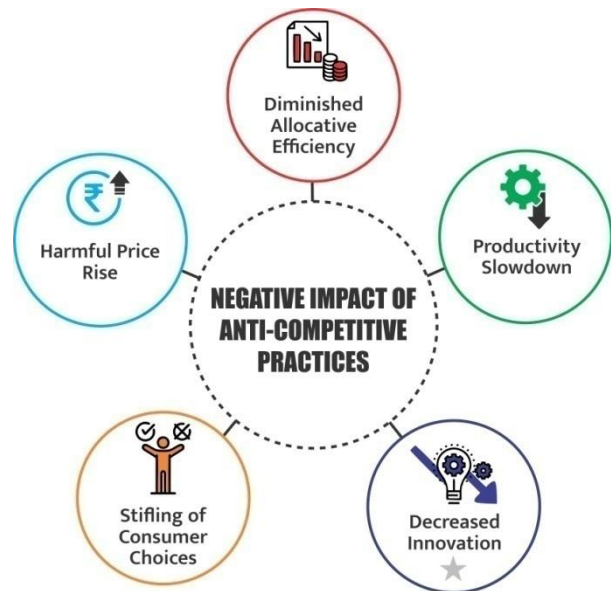 Diminished
Allocative
Efficiency
₹
Harmful Price
Rise
Productivity
Slowdown
NEGATIVE IMPACT OF
ANTI-COMPETITIVE
PRACTICES
Stifling of
Consumer
Choices
Decreased
Innovation